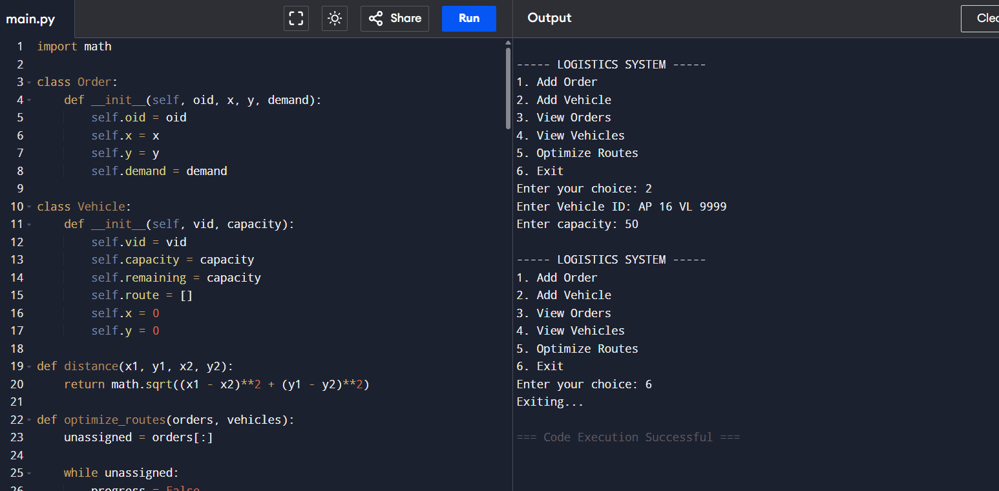 main.py
Share
Run
Output
1 import math
2
3 class Order:
4     def __init__(self, oid, x, y, demand):
5         self.oid = oid
6         self.x = x
7         self.y = y
8         self.demand = demand
9
10 class Vehicle:
11     def __init__(self, vid, capacity):
12         self.vid = vid
13         self.capacity = capacity
14         self.remaining = capacity
15         self.route = []
16         self.x = 0
17         self.y = 0
18
19 def distance(x1, y1, x2, y2):
20     return math.sqrt((x1 - x2)**2 + (y1 - y2)**2)
21
22 def optimize_routes(orders, vehicles):
23     unassigned = orders[:]
24
25     while unassigned:
26         progress = False
----- LOGISTICS SYSTEM -----
1. Add Order
2. Add Vehicle
3. View Orders
4. View Vehicles
5. Optimize Routes
6. Exit
Enter your choice: 2
Enter Vehicle ID: AP 16 VL 9999
Enter capacity: 50
----- LOGISTICS SYSTEM -----
1. Add Order
2. Add Vehicle
3. View Orders
4. View Vehicles
5. Optimize Routes
6. Exit
Enter your choice: 6
Exiting...
=== Code Execution Successful ===